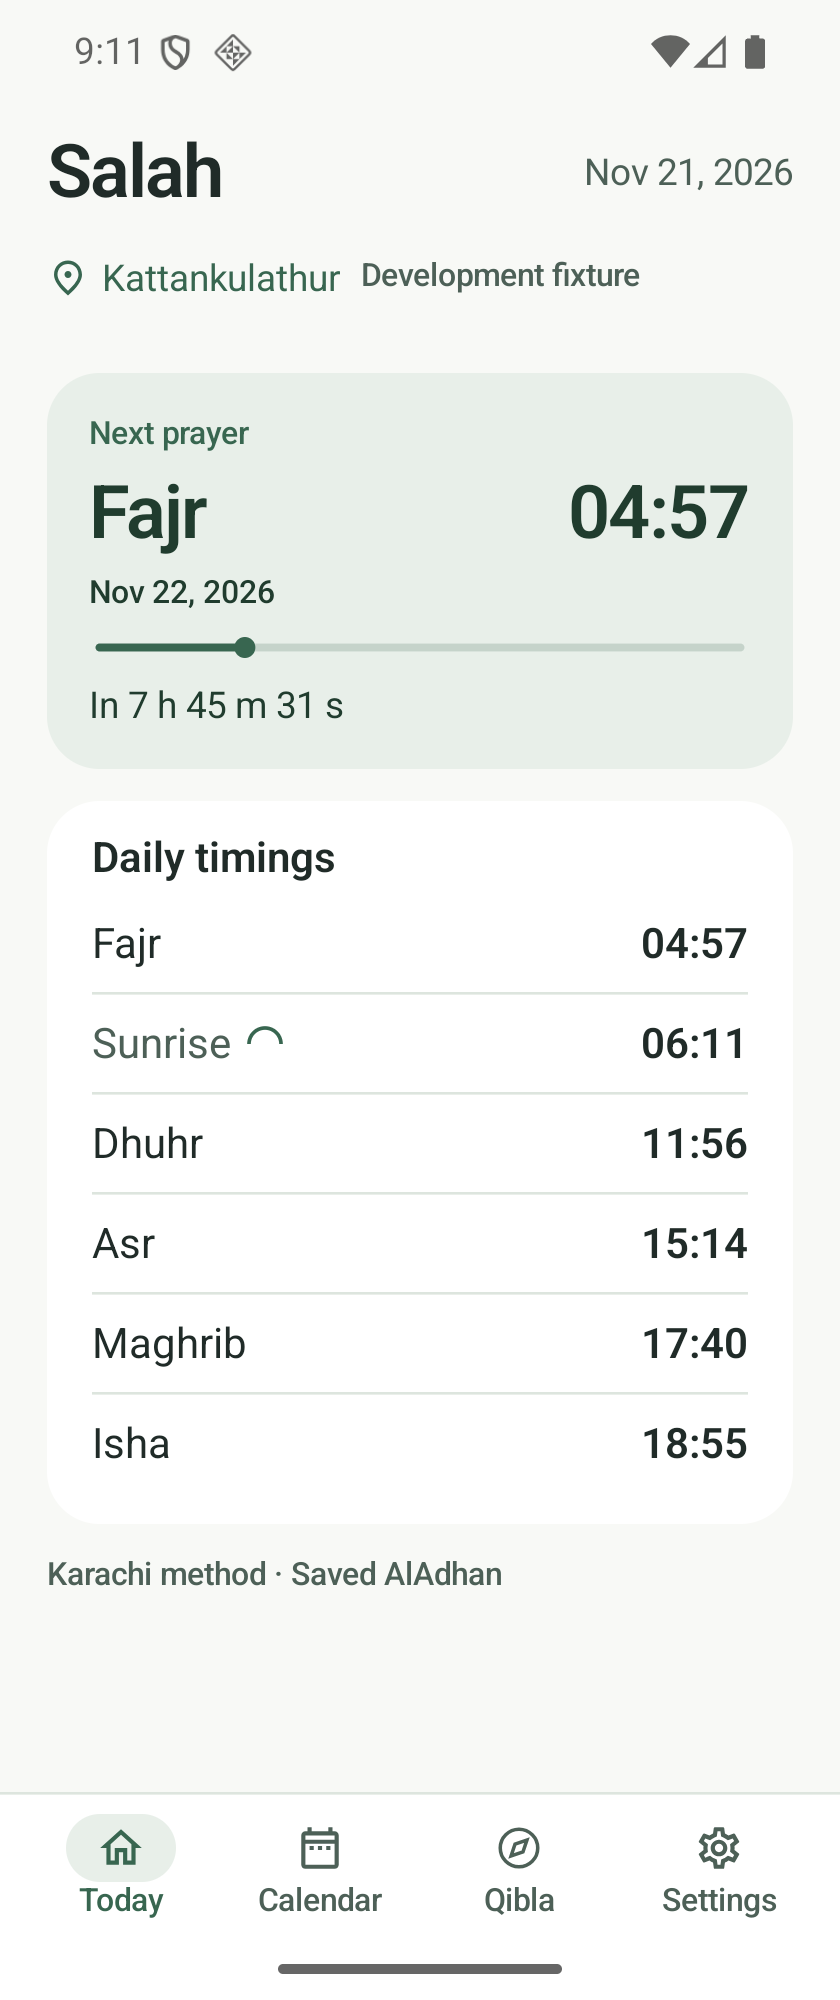 9:11
Salah
Nov 21, 2026
Kattankulathur Development fixture
Next prayer
Fajr 04:57
Nov 22, 2026
In 7 h 45 m 31 s
Daily timings
Fajr 04:57
Sunrise 06:11
Dhuhr 11:56
Asr 15:14
Maghrib 17:40
Isha 18:55
Karachi method · Saved AlAdhan
Today Calendar Qibla Settings